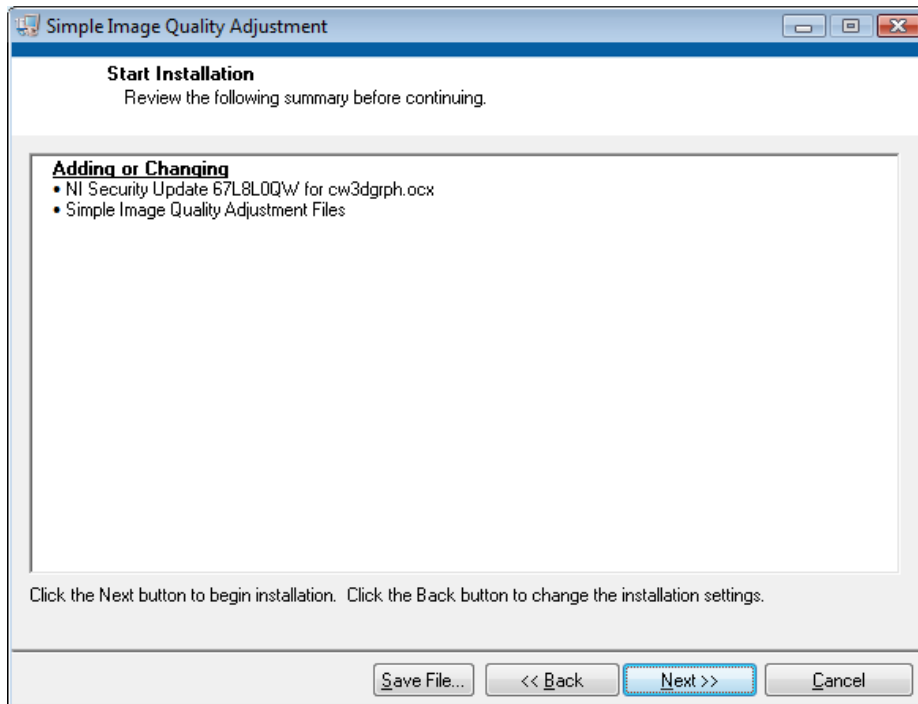 Simple Image Quality Adjustment
Start Installation
Review the following summary before continuing.
Adding or Changing
• NI Security Update 67L8L0QW for cw3dgrph.ocx
• Simple Image Quality Adjustment Files
Click the Next button to begin installation. Click the Back button to change the installation settings.
Save File... << Back Next >> Cancel